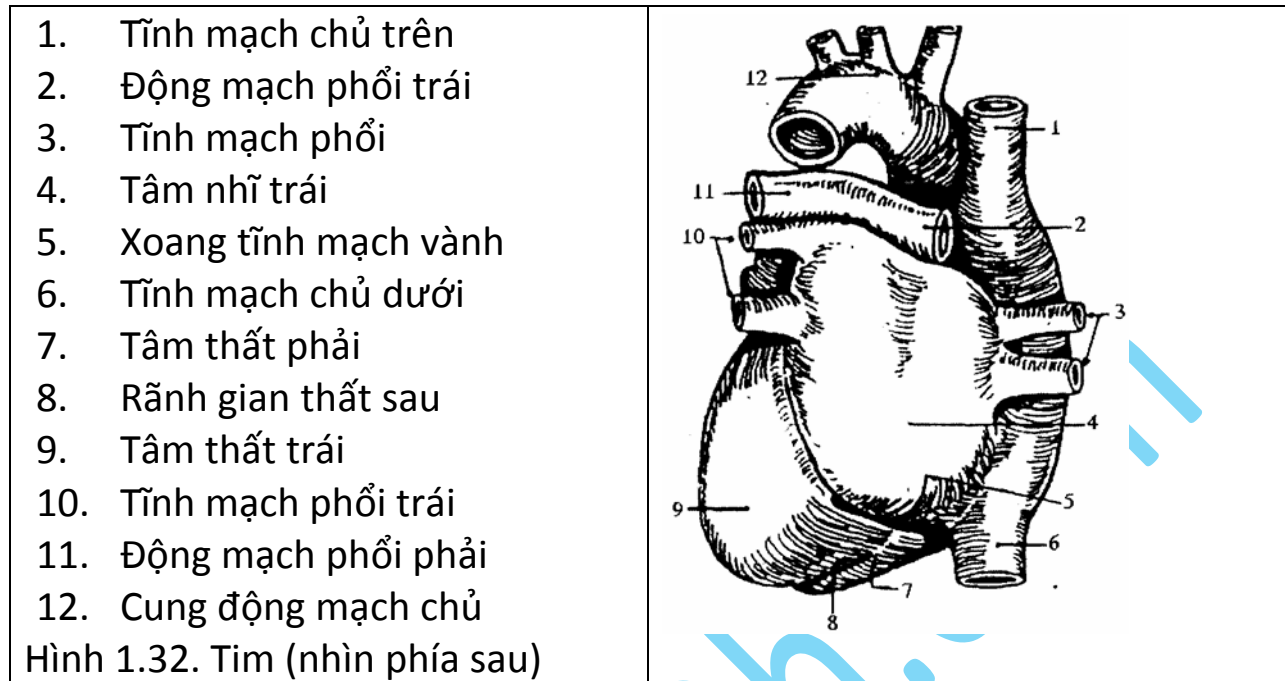 1. Tĩnh mạch chủ trên
2. Động mạch phổi trái
3. Tĩnh mạch phổi
4. Tâm nhĩ trái
5. Xoang tĩnh mạch vành
6. Tĩnh mạch chủ dưới
7. Tâm thất phải
8. Rãnh gian thất sau
9. Tâm thất trái
10. Tĩnh mạch phổi trái
11. Động mạch phổi phải
12. Cung động mạch chủ
Hình 1.32. Tim (nhìn phía sau)
12
1
11
2
10
3
4
5
9
6
7
8